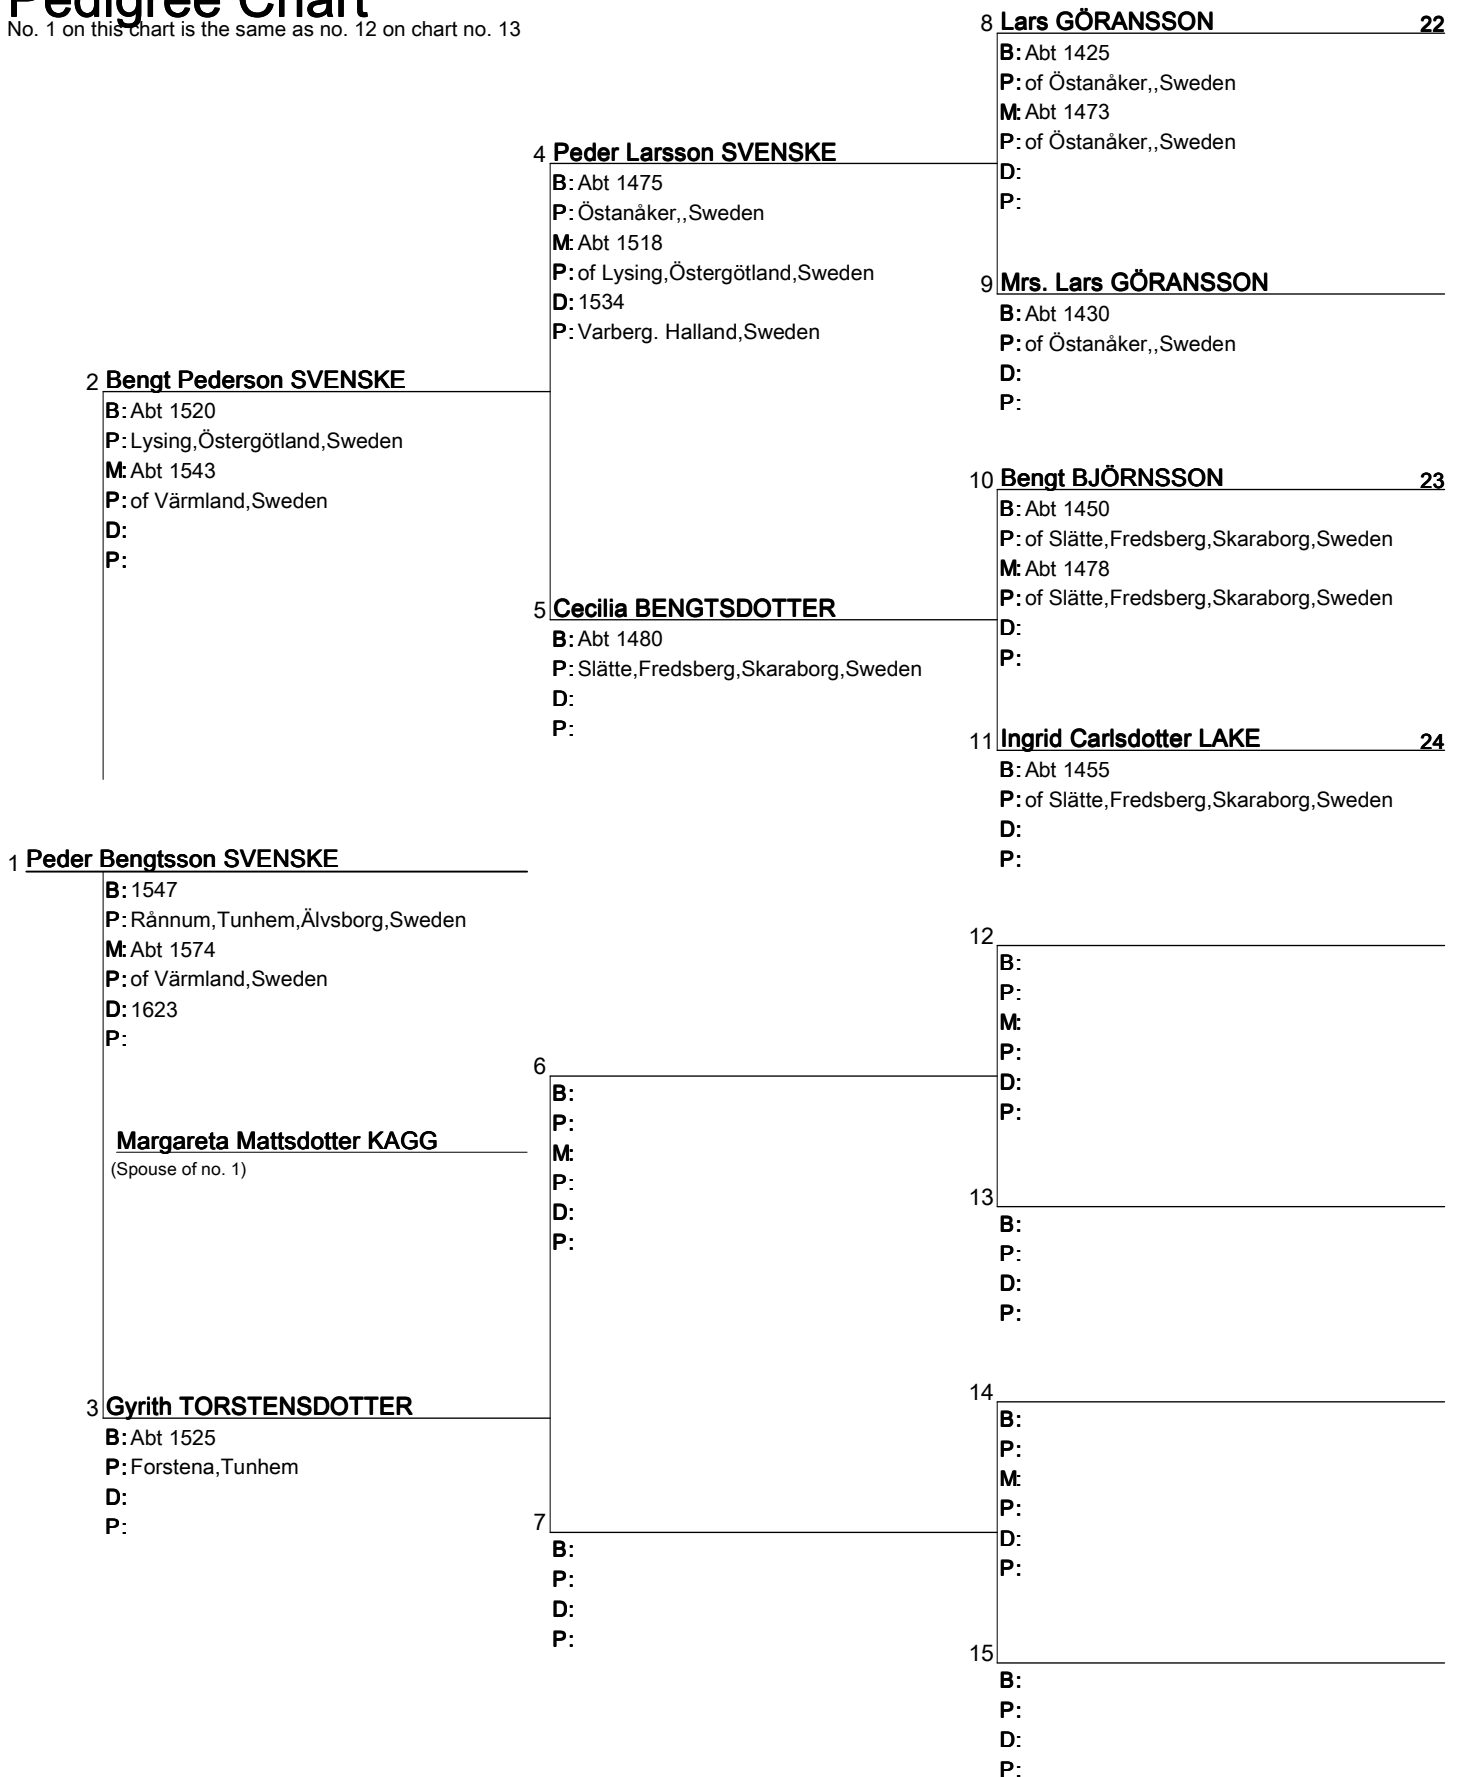 Pedigree Chart
No. 1 on this chart is the same as no. 12 on chart no. 13
8 Lars GÖRANSSON 22
B: Abt 1425
P: of Östanåker,,Sweden
M: Abt 1473
P: of Östanåker,,Sweden
D:
P:
4 Peder Larsson SVENSKE
B: Abt 1475
P: Östanåker,,Sweden
M: Abt 1518
P: of Lysing,Östergötland,Sweden
D: 1534
P: Varberg. Halland,Sweden
9 Mrs. Lars GÖRANSSON
B: Abt 1430
P: of Östanåker,,Sweden
D:
P:
2 Bengt Pederson SVENSKE
B: Abt 1520
P: Lysing,Östergötland,Sweden
M: Abt 1543
P: of Värmland,Sweden
D:
P:
10 Bengt BJÖRNSSON 23
B: Abt 1450
P: of Slätte,Fredsberg,Skaraborg,Sweden
M: Abt 1478
P: of Slätte,Fredsberg,Skaraborg,Sweden
D:
P:
5 Cecilia BENGTSDOTTER
B: Abt 1480
P: Slätte,Fredsberg,Skaraborg,Sweden
D:
P:
11 Ingrid Carlsdotter LAKE 24
B: Abt 1455
P: of Slätte,Fredsberg,Skaraborg,Sweden
D:
P:
1 Peder Bengtsson SVENSKE
B: 1547
P: Rånnum,Tunhem,Älvsborg,Sweden
M: Abt 1574
P: of Värmland,Sweden
D: 1623
P:
12
B:
P:
M:
P:
D:
P:
6
B:
P:
M:
P:
D:
P:
Margareta Mattsdotter KAGG
(Spouse of no. 1)
13
B:
P:
D:
P:
3 Gyrith TORSTENSDOTTER
B: Abt 1525
P: Forstena,Tunhem
D:
P:
14
B:
P:
M:
P:
D:
P:
7
B:
P:
D:
P:
15
B:
P:
D:
P: